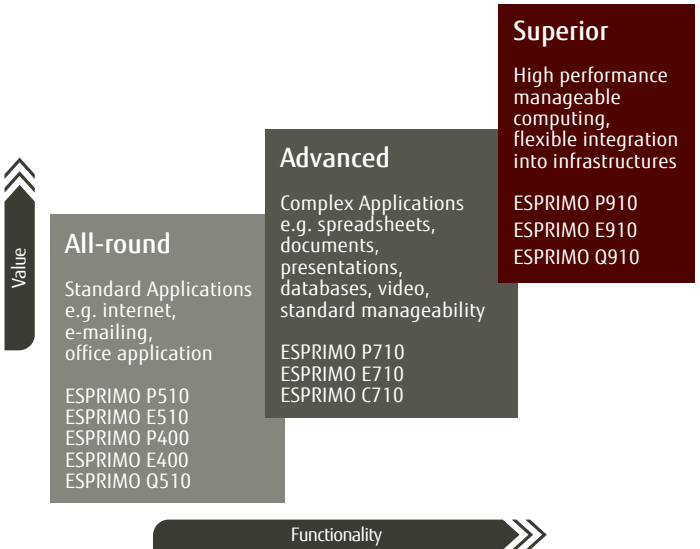 Superior
High performance
manageable
computing,
flexible integration
into infrastructures
ESPRIMO P910
ESPRIMO E910
ESPRIMO Q910
Advanced
Complex Applications
e.g. spreadsheets,
documents,
presentations,
databases, video,
standard manageability
ESPRIMO P710
ESPRIMO E710
ESPRIMO C710
All-round
Standard Applications
e.g. internet,
e-mailing,
office application
ESPRIMO P510
ESPRIMO E510
ESPRIMO P400
ESPRIMO E400
ESPRIMO Q510
Value
Functionality